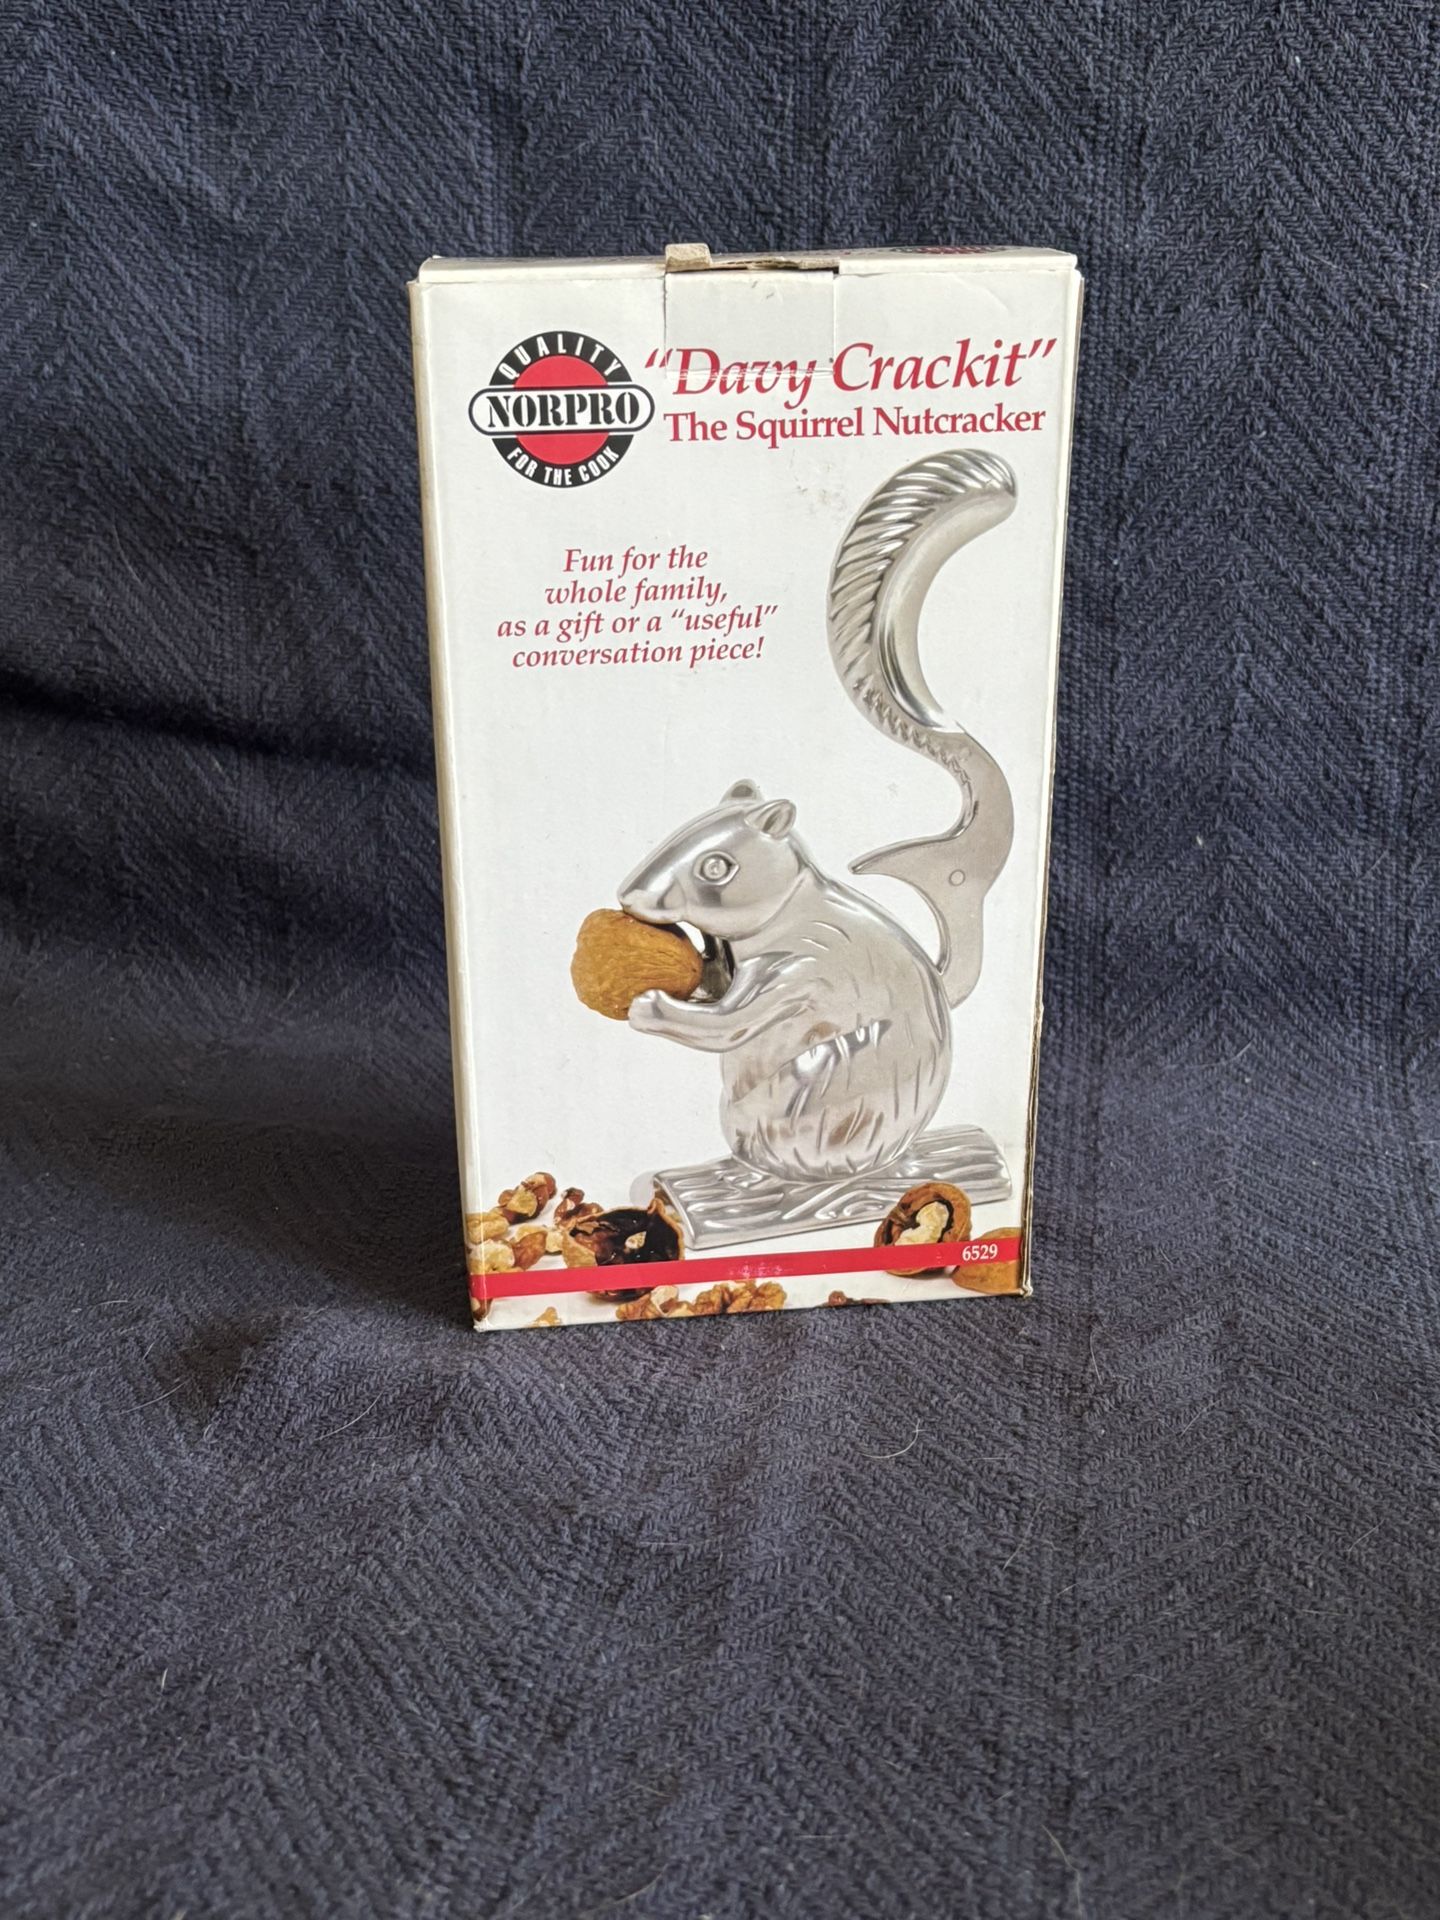 QUALITY
NORPRO
FOR THE COOK
"Davy Crackit"
The Squirrel Nutcracker
Fun for the
whole family,
as a gift or a "useful"
conversation piece!
6529